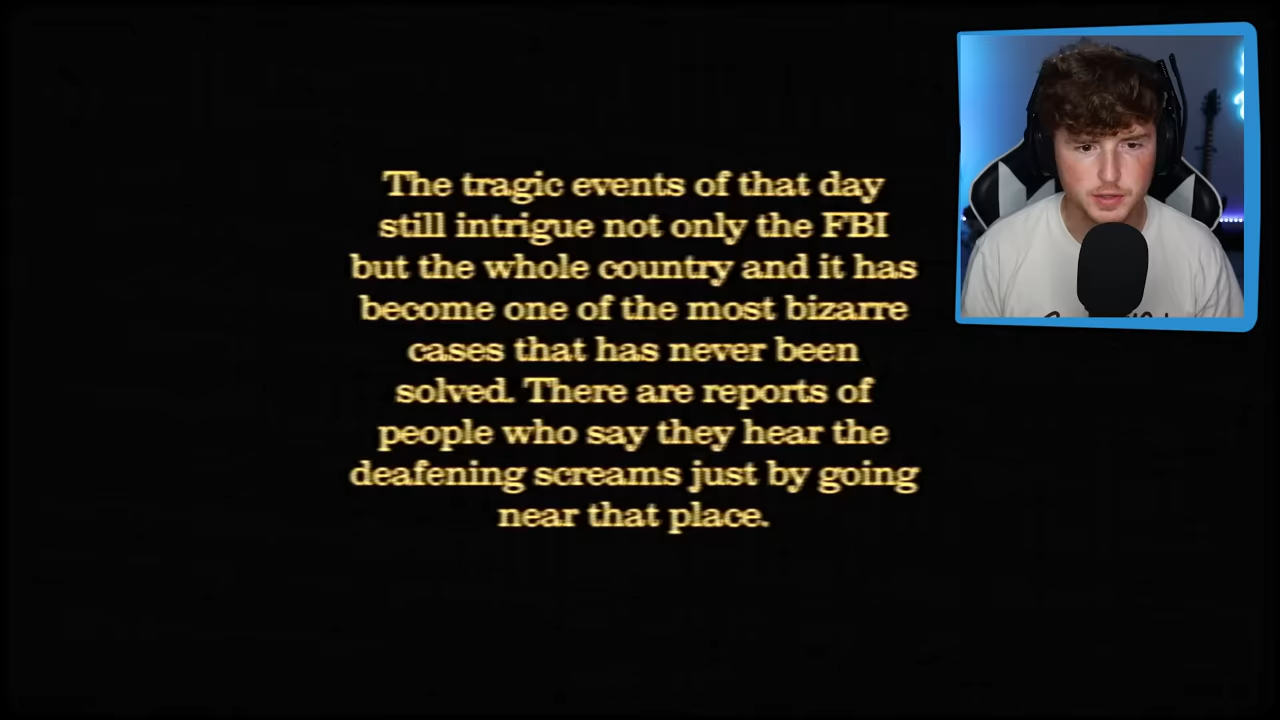 The tragic events of that day
still intrigue not only the FBI
but the whole country and it has
become one of the most bizarre
cases that has never been
solved. There are reports of
people who say they hear the
deafening screams just by going
near that place.